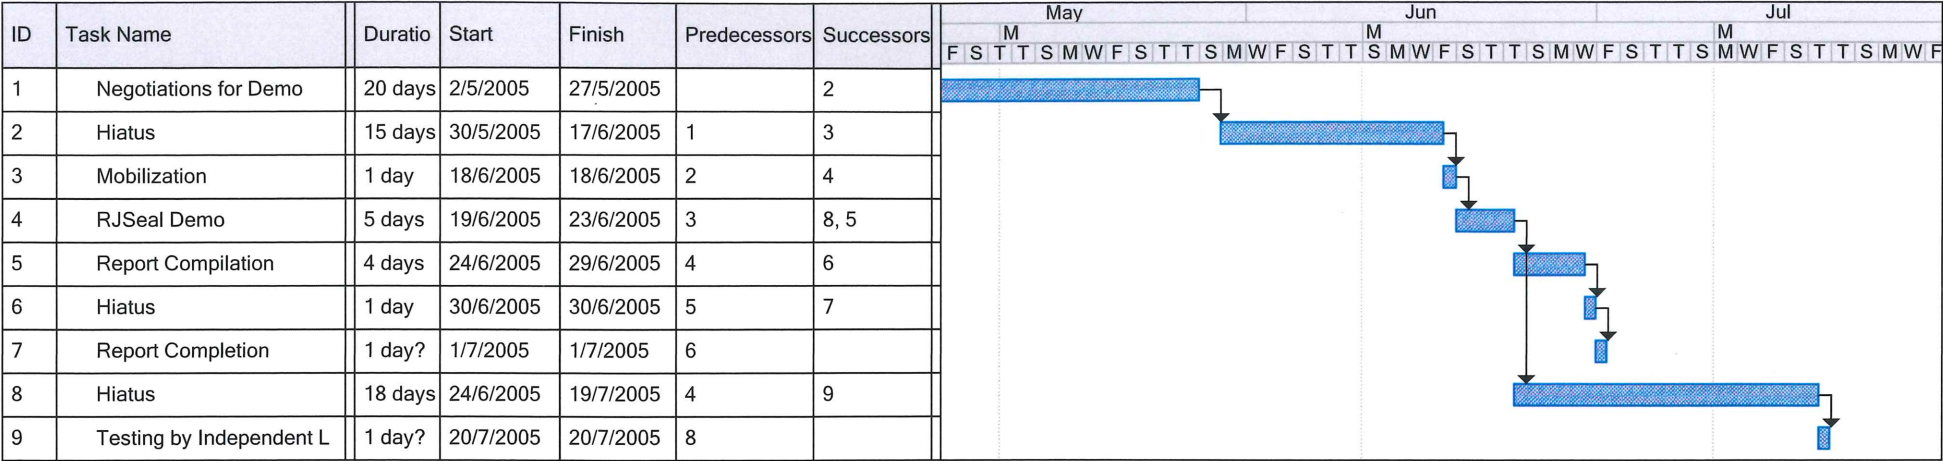 May Jun Jul
ID Task Name Duratio Start Finish Predecessors Successors M M M
F S T T S M W F S T T S M W F S T T S M W F S T T S M W F S T T S M W F S T T S M W F
1 Negotiations for Demo 20 days 2/5/2005 27/5/2005 2
2 Hiatus 15 days 30/5/2005 17/6/2005 1 3
3 Mobilization 1 day 18/6/2005 18/6/2005 2 4
4 RJSeal Demo 5 days 19/6/2005 23/6/2005 3 8, 5
5 Report Compilation 4 days 24/6/2005 29/6/2005 4 6
6 Hiatus 1 day 30/6/2005 30/6/2005 5 7
7 Report Completion 1 day? 1/7/2005 1/7/2005 6
8 Hiatus 18 days 24/6/2005 19/7/2005 4 9
9 Testing by Independent L 1 day? 20/7/2005 20/7/2005 8